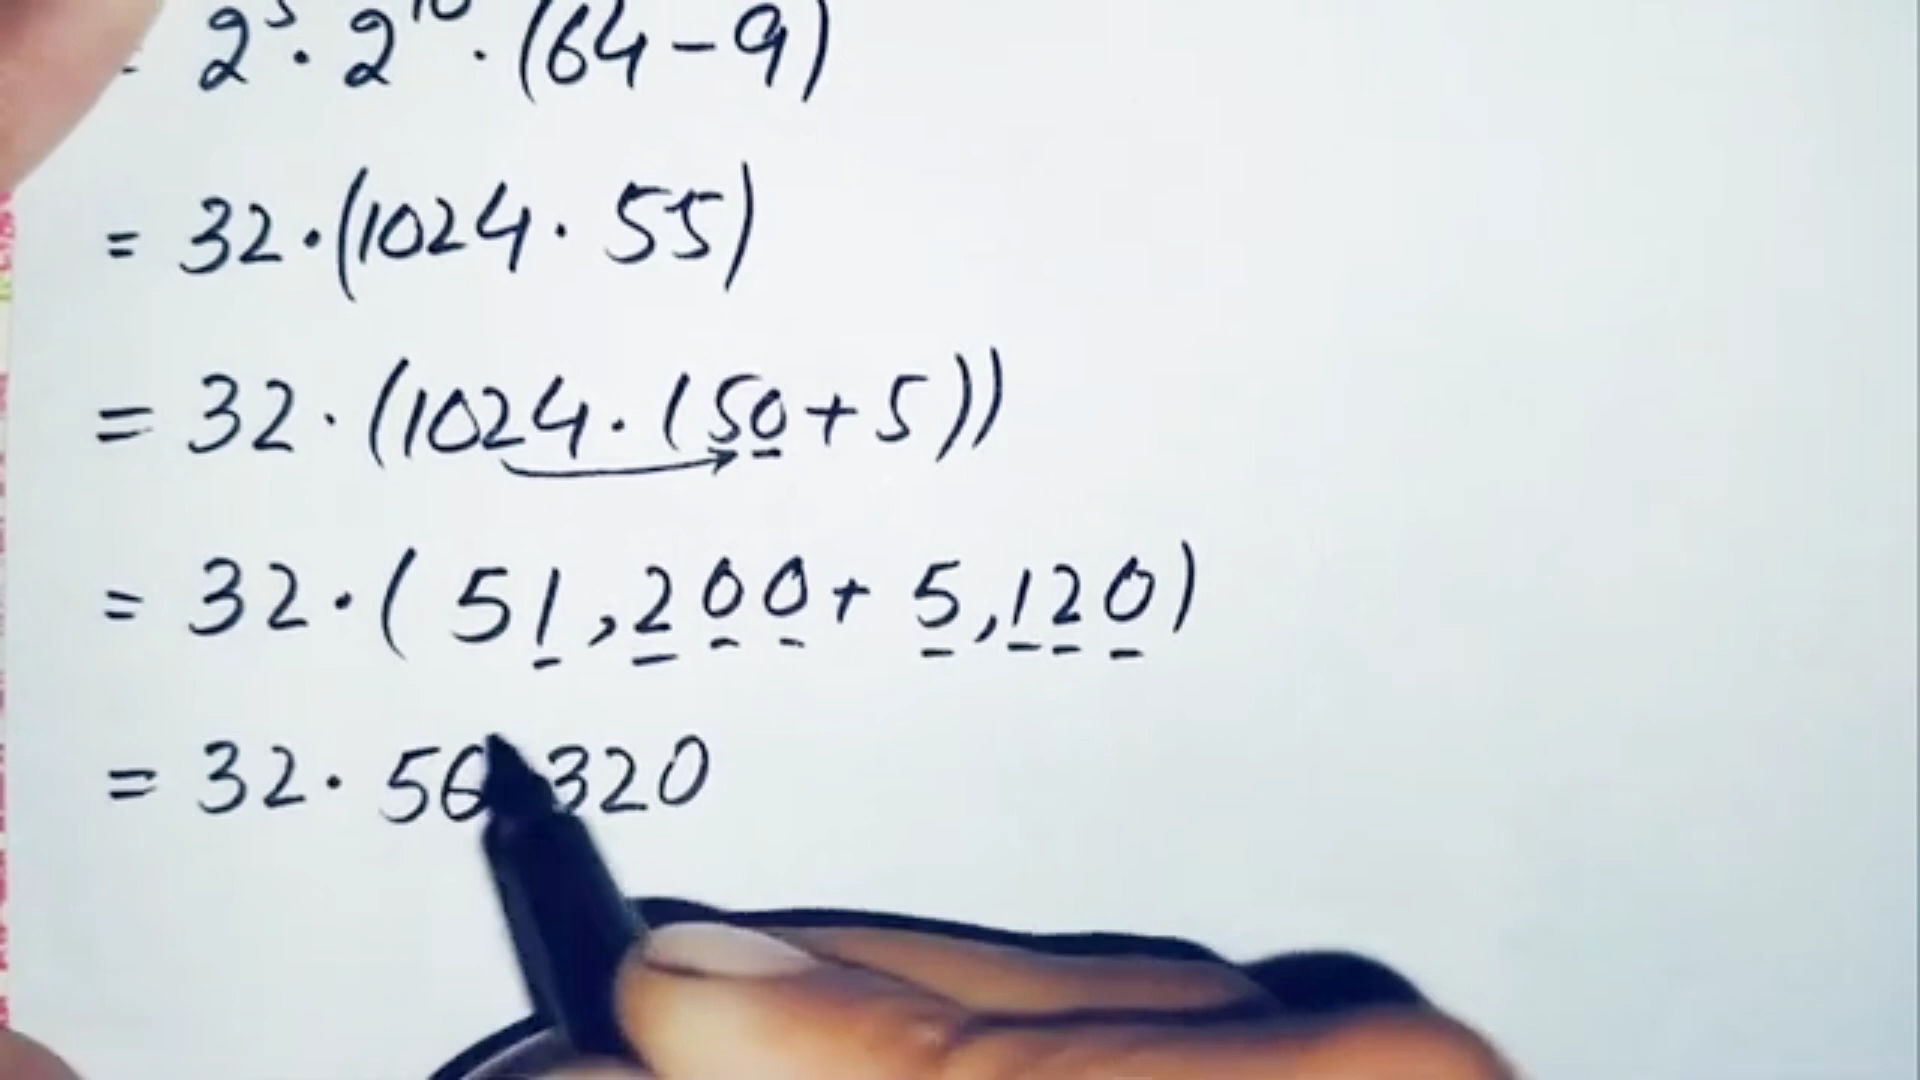 = 2⁵ · 2¹⁰ · (64 - 9)
= 32 · (1024 · 55)
= 32 · (1024 · (50 + 5))
= 32 · (51,200 + 5,120)
= 32 · 56 320